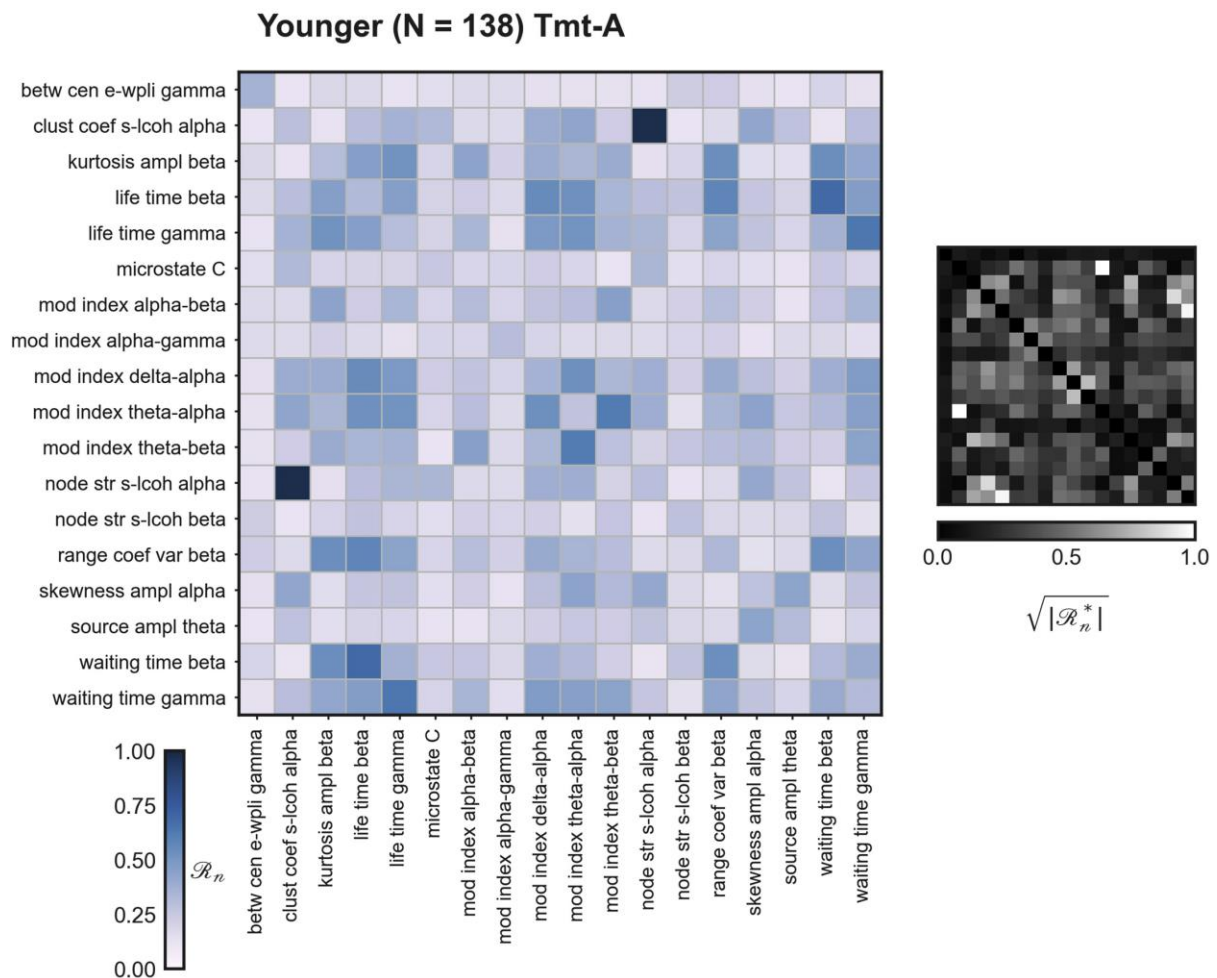 Younger (N = 138) Tmt-A
betw cen e-wpli gamma
clust coef s-lcoh alpha
kurtosis ampl beta
life time beta
life time gamma
microstate C
mod index alpha-beta
mod index alpha-gamma
mod index delta-alpha
mod index theta-alpha
mod index theta-beta
node str s-lcoh alpha
node str s-lcoh beta
range coef var beta
skewness ampl alpha
source ampl theta
waiting time beta
waiting time gamma
betw cen e-wpli gamma
clust coef s-lcoh alpha
kurtosis ampl beta
life time beta
life time gamma
microstate C
mod index alpha-beta
mod index alpha-gamma
mod index delta-alpha
mod index theta-alpha
mod index theta-beta
node str s-lcoh alpha
node str s-lcoh beta
range coef var beta
skewness ampl alpha
source ampl theta
waiting time beta
waiting time gamma
1.00
0.75
0.50
0.25
0.00
ℛₙ
0.0 0.5 1.0
√|ℛₙ*|